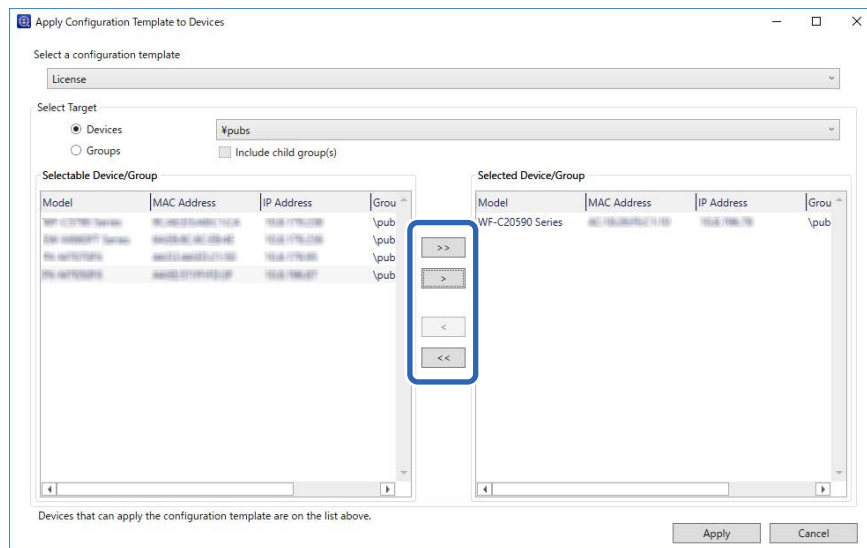 Apply Configuration Template to Devices
Select a configuration template
License
Select Target
Devices
¥pubs
Groups
Include child group(s)
Selectable Device/Group
Selected Device/Group
Model MAC Address IP Address Grou
Model MAC Address IP Address Grou
\pub
WF-C20590 Series \pub
\pub
\pub
\pub
>>
>
<
<<
Devices that can apply the configuration template are on the list above.
Apply Cancel